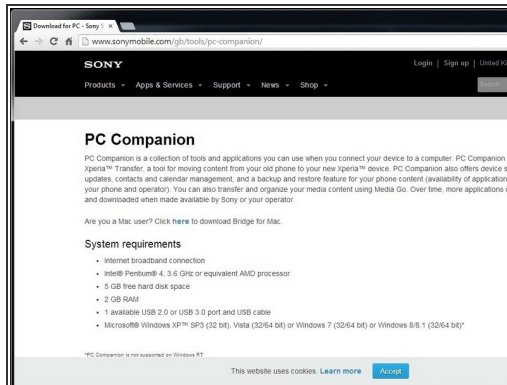 Download for PC - Sony S
www.sonymobile.com/gb/tools/pc-companion/
SONY
Login | Sign up | United
Products Apps & Services Support News Shop
Search
PC Companion
PC Companion is a collection of tools and applications you can use when you connect your device to a computer. PC Companion
Xperia™ Transfer, a tool for moving content from your old phone to your new Xperia™ device. PC Companion also offers device
updates, contacts and calendar management, and a backup and restore feature for your phone content (availability of application
your phone and operator). You can also transfer and organize your media content using Media Go. Over time, more applications
and downloaded when made available by Sony or your operator.
Are you a Mac user? Click here to download Bridge for Mac.
System requirements
• Internet broadband connection
• Intel® Pentium® 4, 3.6 GHz or equivalent AMD processor
• 5 GB free hard disk space
• 2 GB RAM
• 1 available USB 2.0 or USB 3.0 port and USB cable
• Microsoft® Windows XP™ SP3 (32 bit), Vista (32/64 bit) or Windows 7 (32/64 bit) or Windows 8/8.1 (32/64 bit)*
*PC Companion is not supported on Windows RT
This website uses cookies. Learn more Accept